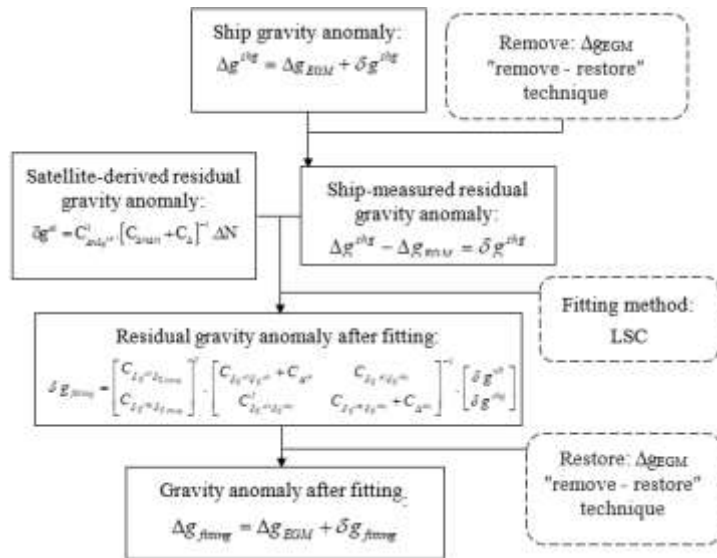 Ship gravity anomaly:
Δg^shg = Δg_EGM + δg^shg
Remove: Δg_EGM
"remove - restore"
technique
Satellite-derived residual
gravity anomaly:
Ship-measured residual
gravity anomaly:
Δg^shg - Δg_EGM = δg^shg
Fitting method:
LSC
Residual gravity anomaly after fitting:
Restore: Δg_EGM
"remove - restore"
technique
Gravity anomaly after fitting:
Δg_fitting = Δg_EGM + δg_fitting